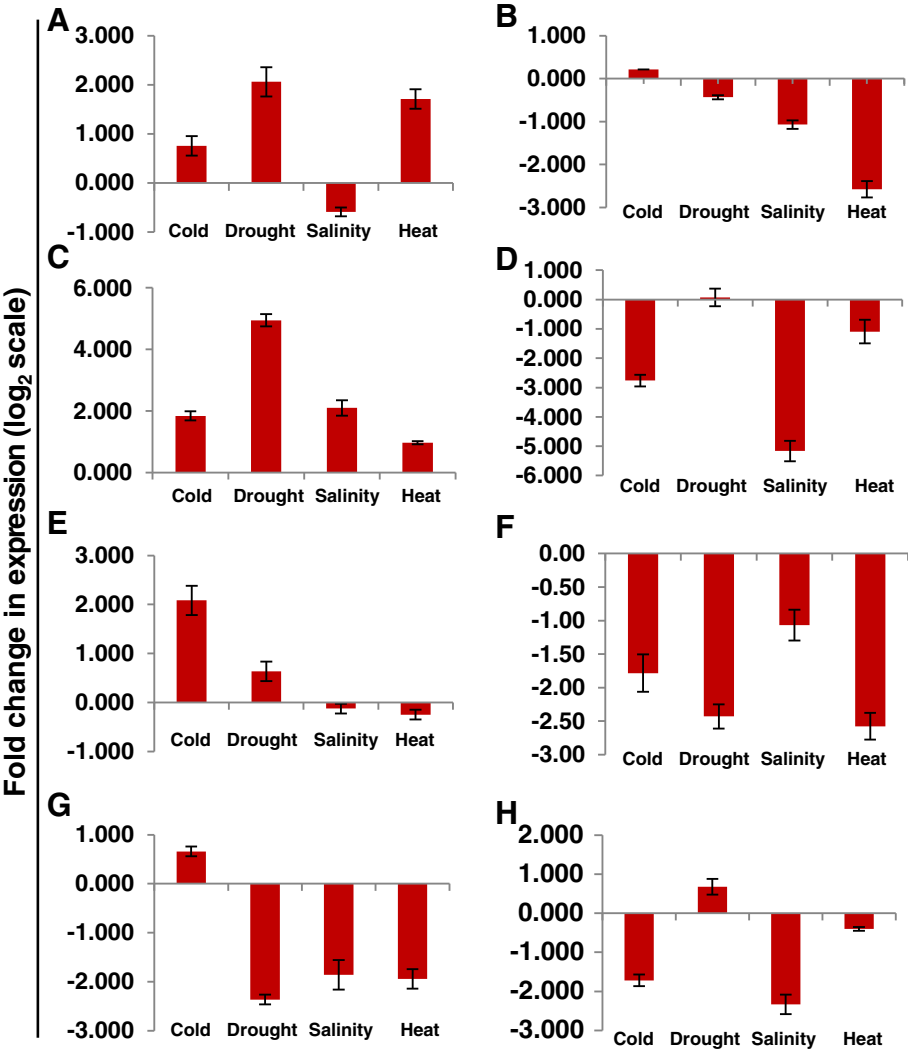 Fold change in expression (log2 scale)
A
3.000
2.000
1.000
0.000
-1.000
Cold Drought Salinity Heat
B
1.000
0.000
-1.000
-2.000
-3.000
Cold Drought Salinity Heat
C
6.000
4.000
2.000
0.000
Cold Drought Salinity Heat
D
1.000
0.000
-1.000
-2.000
-3.000
-4.000
-5.000
-6.000
Cold Drought Salinity Heat
E
3.000
2.000
1.000
0.000
-1.000
Cold Drought Salinity Heat
F
0.00
-0.50
-1.00
-1.50
-2.00
-2.50
-3.00
Cold Drought Salinity Heat
G
1.000
0.000
-1.000
-2.000
-3.000
Cold Drought Salinity Heat
H
2.000
1.000
0.000
-1.000
-2.000
-3.000
Cold Drought Salinity Heat